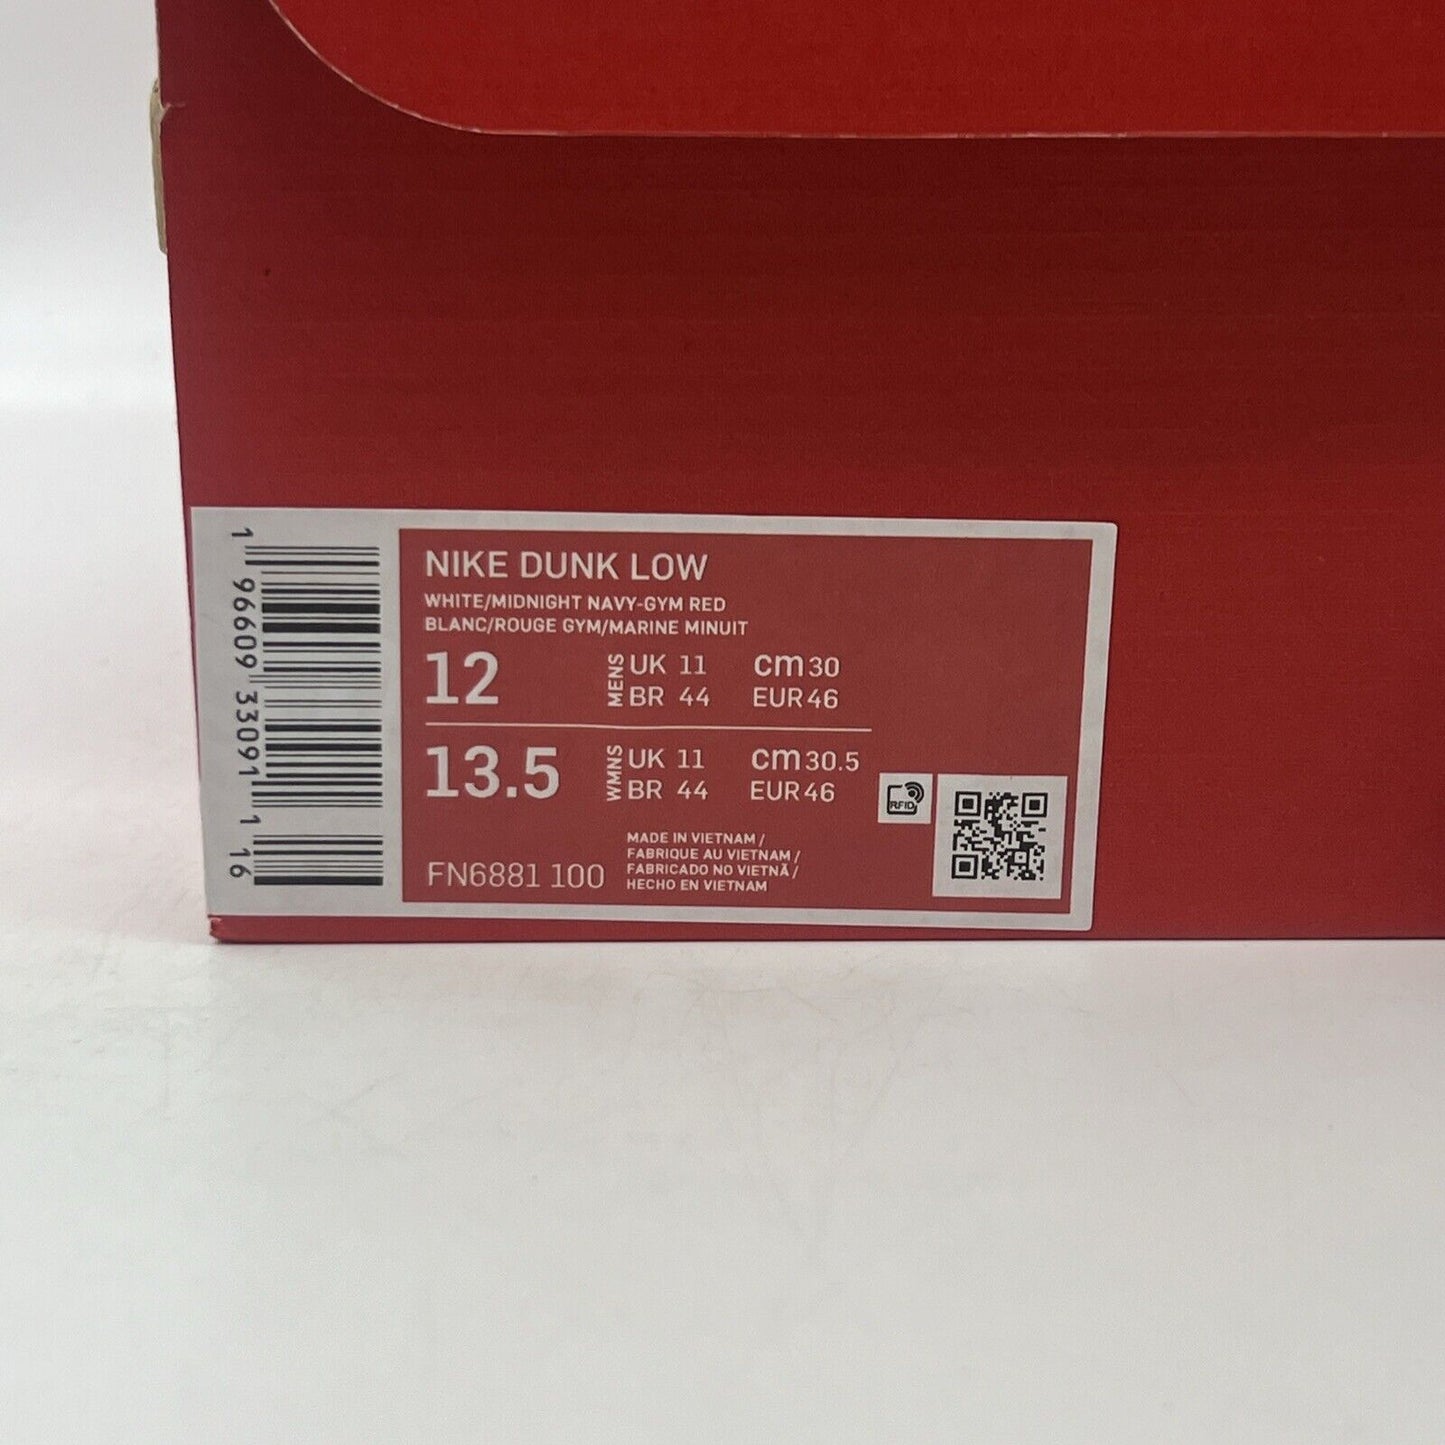 NIKE DUNK LOW
WHITE/MIDNIGHT NAVY-GYM RED
BLANC/ROUGE GYM/MARINE MINUIT
12 MENS UK 11 cm 30
BR 44 EUR 46
13.5 WMNS UK 11 cm 30.5
BR 44 EUR 46
FN6881 100
MADE IN VIETNAM /
FABRIQUE AU VIETNAM /
FABRICADO NO VIETNÃ /
HECHO EN VIETNAM
RFID
1 96609 33091 1 16